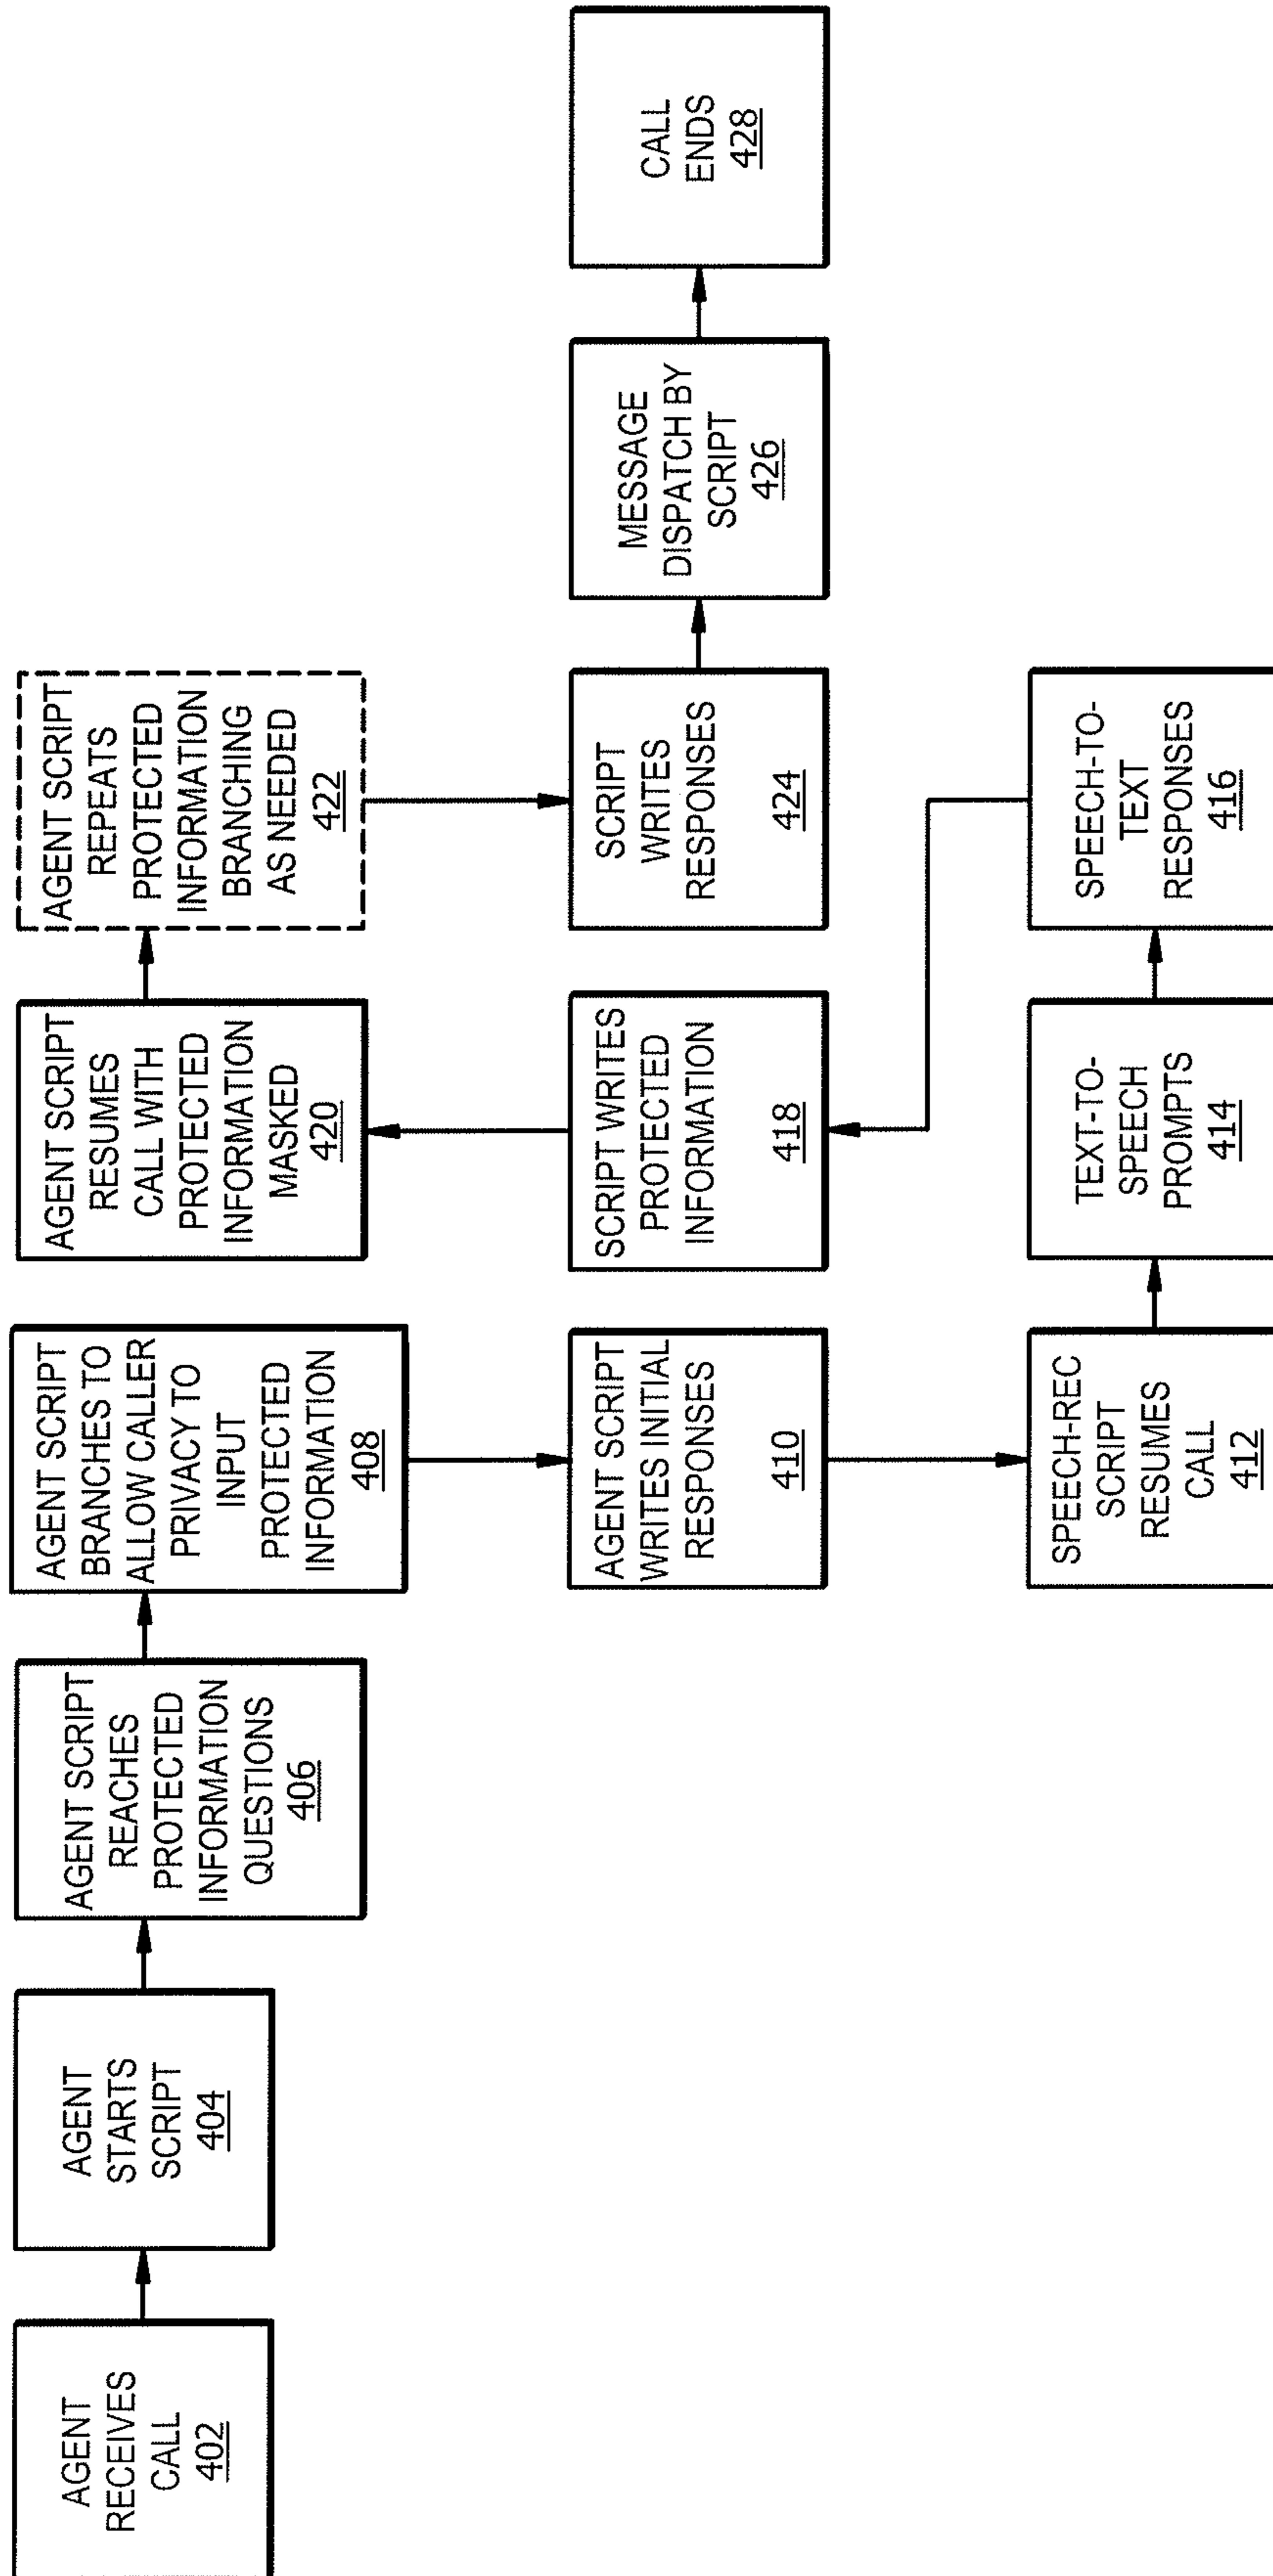 AGENT
RECEIVES
CALL
402
AGENT
STARTS
SCRIPT
404
AGENT SCRIPT
REACHES
PROTECTED
INFORMATION
QUESTIONS
406
AGENT SCRIPT
BRANCHES TO
ALLOW CALLER
PRIVACY TO
INPUT
PROTECTED
INFORMATION
408
AGENT SCRIPT
WRITES INITIAL
RESPONSES
410
SPEECH-REC
SCRIPT
RESUMES
CALL
412
TEXT-TO-
SPEECH
PROMPTS
414
SPEECH-TO-
TEXT
RESPONSES
416
SCRIPT WRITES
PROTECTED
INFORMATION
418
AGENT SCRIPT
RESUMES
CALL WITH
PROTECTED
INFORMATION
MASKED
420
AGENT SCRIPT
REPEATS
PROTECTED
INFORMATION
BRANCHING
AS NEEDED
422
SCRIPT
WRITES
RESPONSES
424
MESSAGE
DISPATCH BY
SCRIPT
426
CALL
ENDS
428